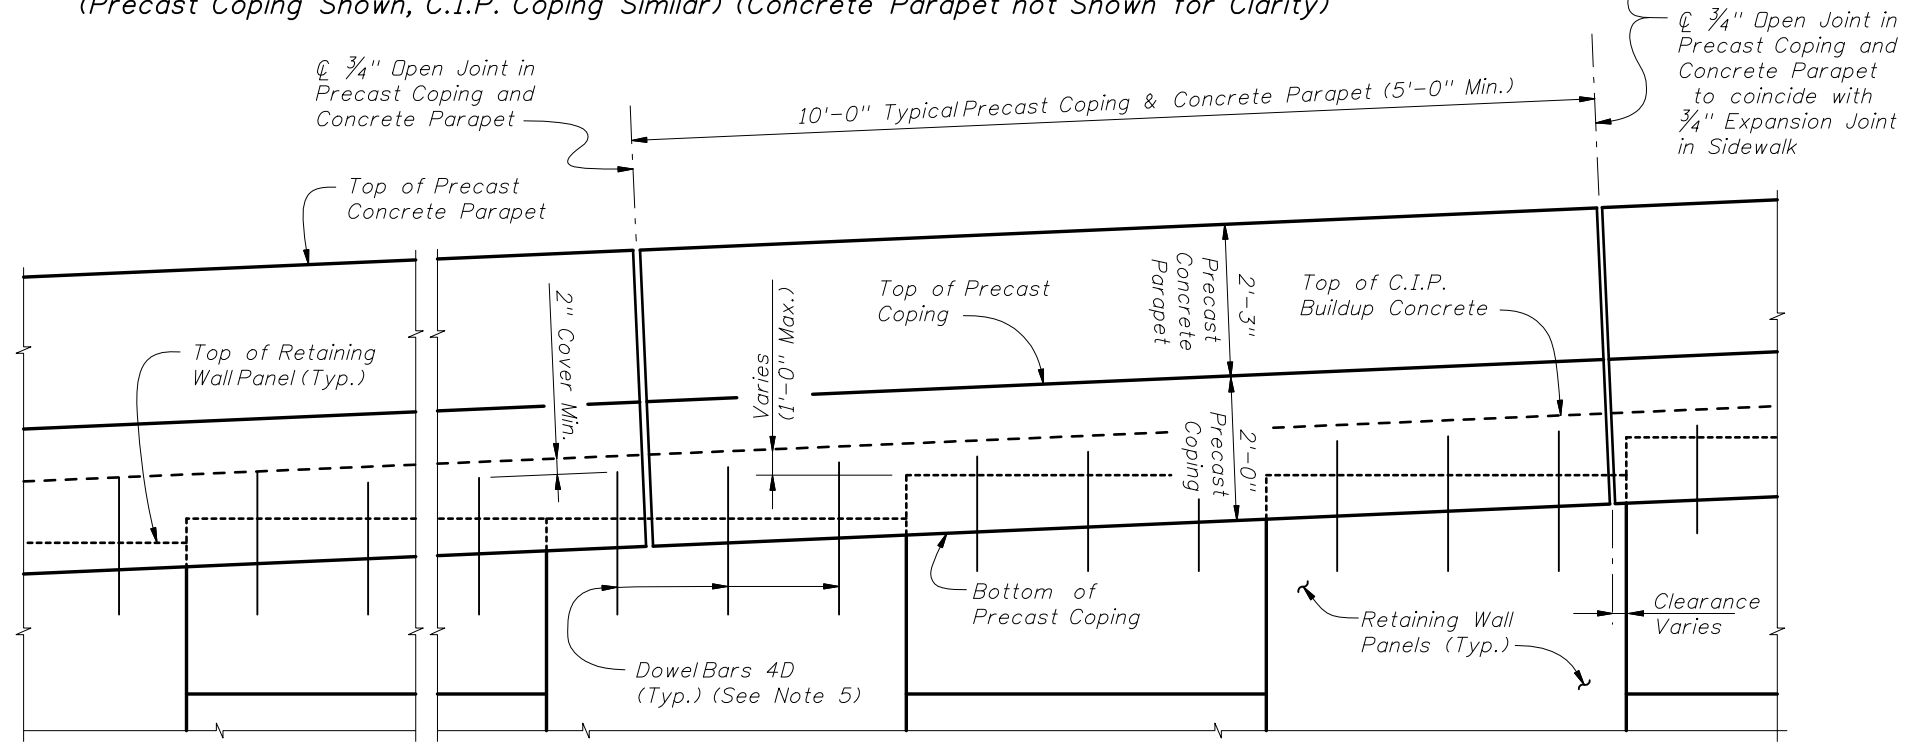 (Precast Coping Shown, C.I.P. Coping Similar) (Concrete Parapet not Shown for Clarity)
℄ ¾" Open Joint in
Precast Coping and
Concrete Parapet
℄ ¾" Open Joint in
Precast Coping and
Concrete Parapet
to coincide with
¾" Expansion Joint
in Sidewalk
10'-0" Typical Precast Coping & Concrete Parapet (5'-0" Min.)
Top of Precast
Concrete Parapet
Top of Retaining
Wall Panel (Typ.)
2" Cover Min.
Varies
(1'-0" Max.)
Top of Precast
Coping
2'-3"
Precast
Concrete
Parapet
Top of C.I.P.
Buildup Concrete
2'-0"
Precast
Coping
Bottom of
Precast Coping
Dowel Bars 4D
(Typ.) (See Note 5)
Retaining Wall
Panels (Typ.)
Clearance
Varies